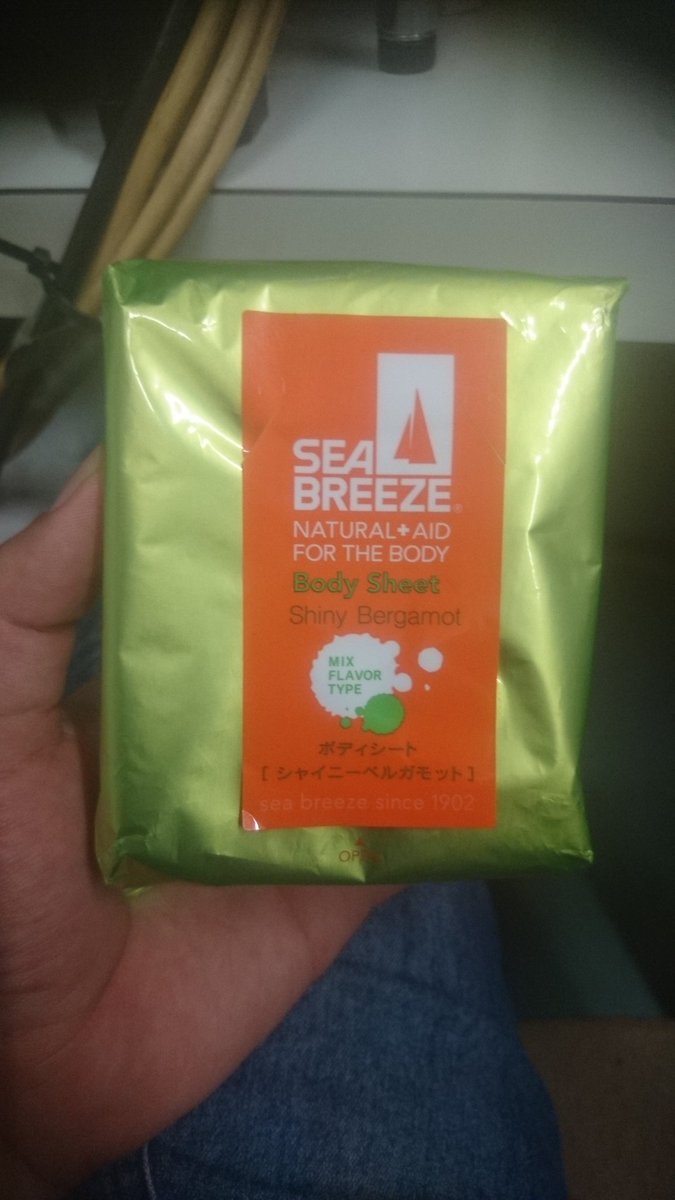 SEA
BREEZE®
NATURAL+AID
FOR THE BODY
Body Sheet
Shiny Bergamot
MIX
FLAVOR
TYPE
ボディシート
[ シャイニーベルガモット ]
sea breeze since 1902